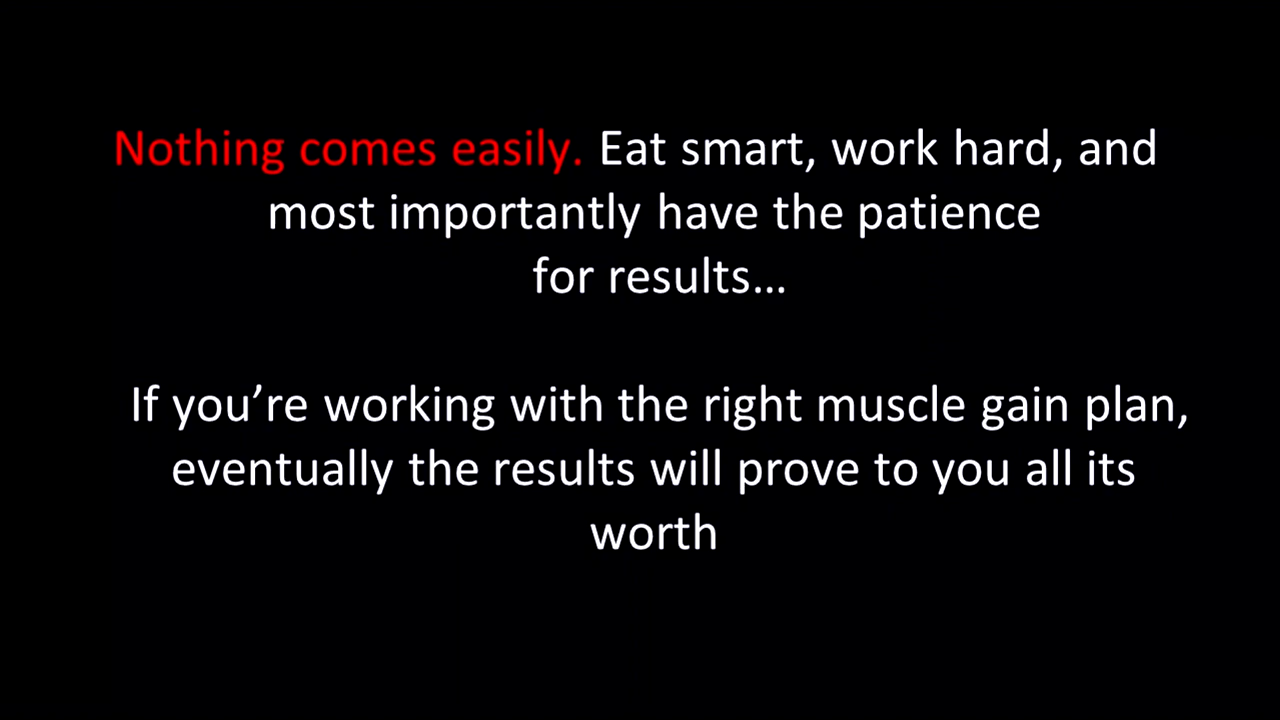 Nothing comes easily. Eat smart, work hard, and
most importantly have the patience
for results…
If you’re working with the right muscle gain plan,
eventually the results will prove to you all its
worth